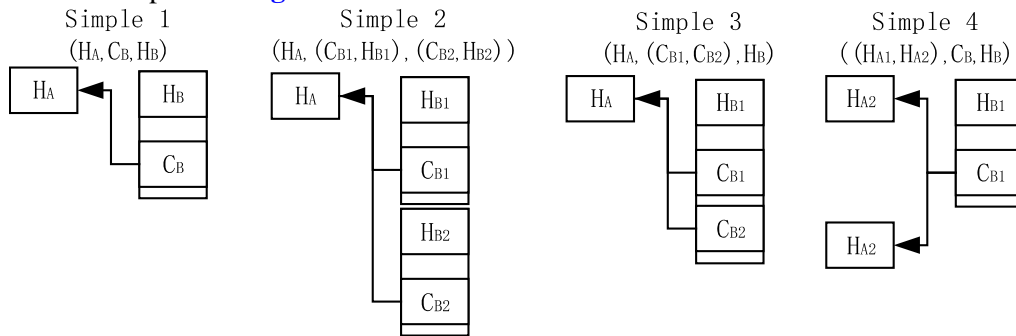 Simple 1
(HA, CB, HB)
HA
HB
CB
Simple 2
(HA, (CB1, HB1), (CB2, HB2))
HA
HB1
CB1
HB2
CB2
Simple 3
(HA, (CB1, CB2), HB)
HA
HB1
CB1
CB2
Simple 4
((HA1, HA2), CB, HB)
HA2
HB1
CB1
HA2